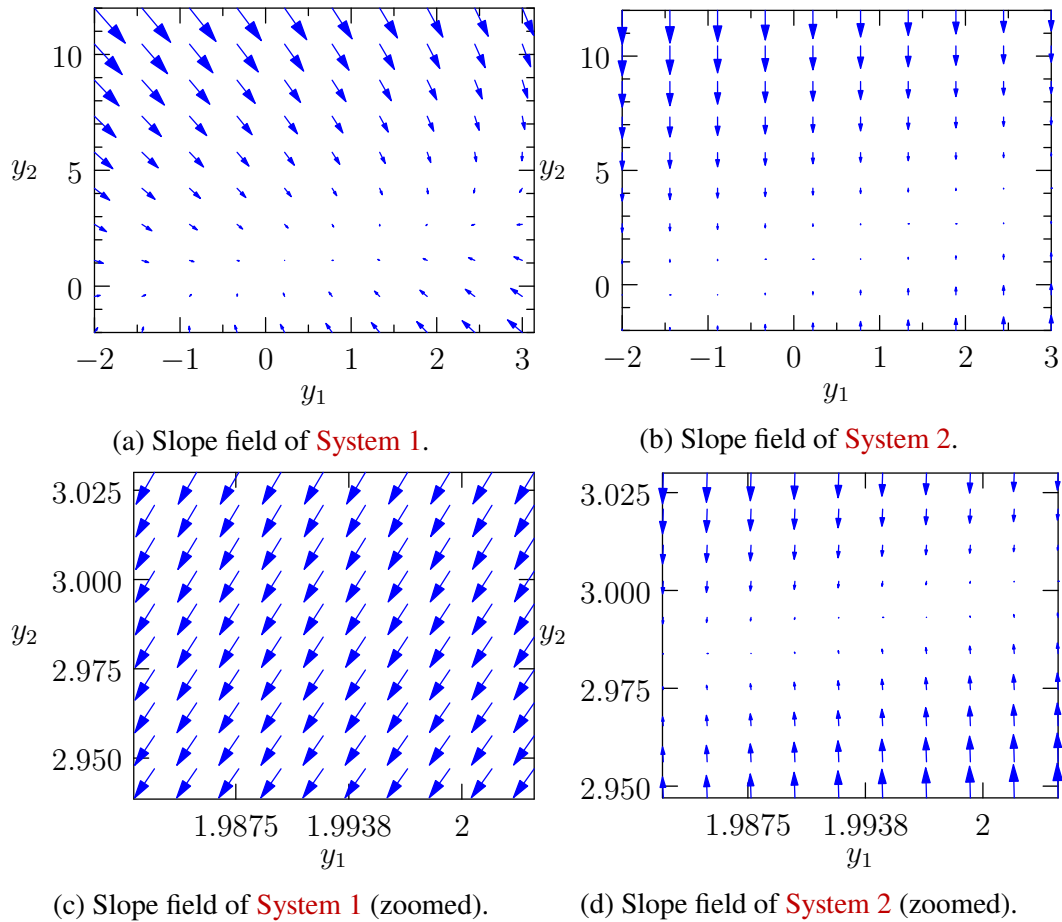 10
5
0
y2
−2 −1 0 1 2 3
y1
(a) Slope field of System 1.
10
5
0
y2
−2 −1 0 1 2 3
y1
(b) Slope field of System 2.
3.025
3.000
2.975
2.950
y2
1.9875 1.9938 2
y1
(c) Slope field of System 1 (zoomed).
3.025
3.000
2.975
2.950
y2
1.9875 1.9938 2
y1
(d) Slope field of System 2 (zoomed).